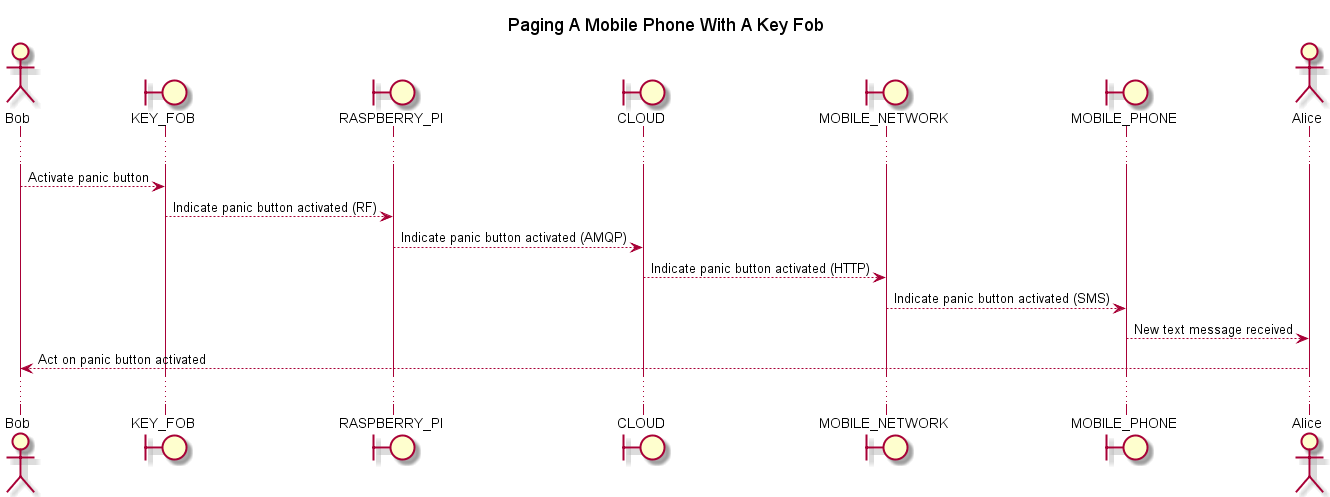 Paging A Mobile Phone With A Key Fob
Bob KEY_FOB RASPBERRY_PI CLOUD MOBILE_NETWORK MOBILE_PHONE Alice
Activate panic button
Indicate panic button activated (RF)
Indicate panic button activated (AMQP)
Indicate panic button activated (HTTP)
Indicate panic button activated (SMS)
New text message received
Act on panic button activated
Bob KEY_FOB RASPBERRY_PI CLOUD MOBILE_NETWORK MOBILE_PHONE Alice